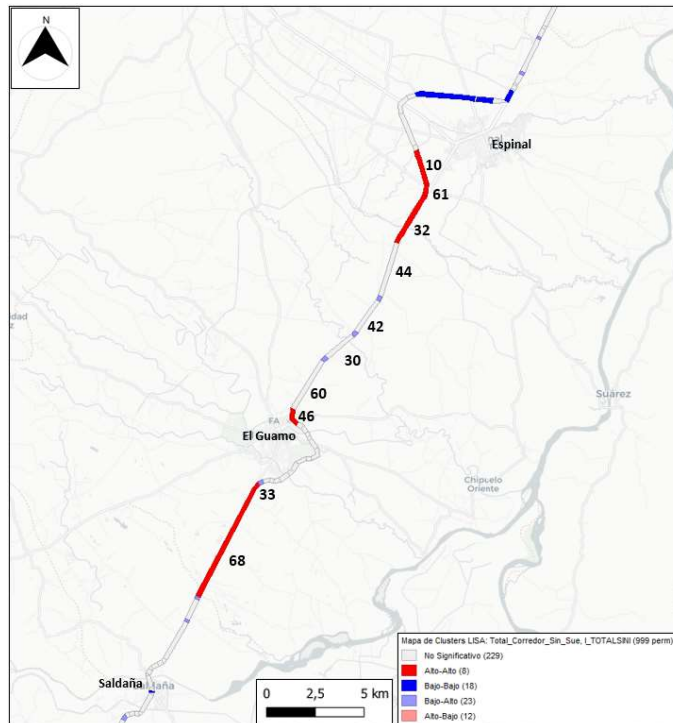 N
Espinal
10
61
32
44
42
30
Suárez
60
FA
46
El Guamo
Chipuelo
Oriente
33
68
Saldaña
0 2,5 5 km
Mapa de Clusters LISA: Total_Corredor_Sin_Sue, I_TOTALSINI (999 perm)
No Significativo (229)
Alto-Alto (8)
Bajo-Bajo (18)
Bajo-Alto (23)
Alto-Bajo (12)